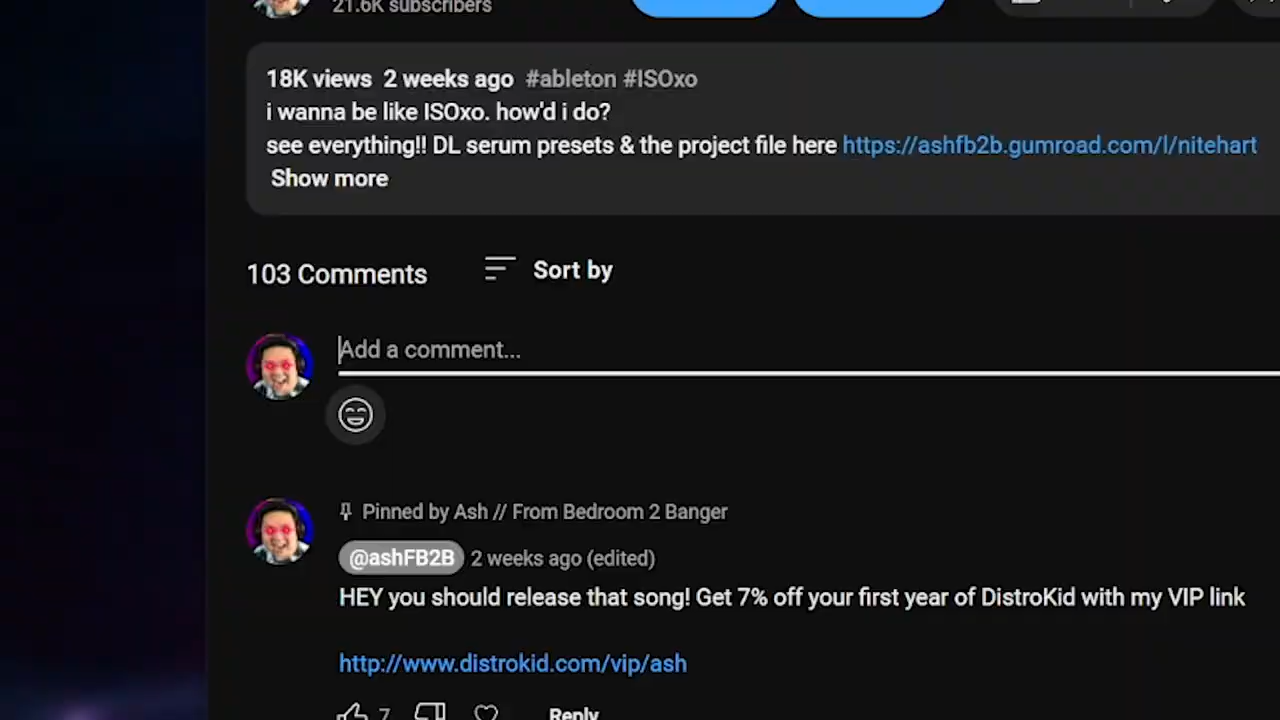 21.6K subscribers
18K views 2 weeks ago #ableton #ISOxo
i wanna be like ISOxo. how'd i do?
see everything!! DL serum presets & the project file here https://ashfb2b.gumroad.com/l/nitehart
Show more
103 Comments
Sort by
Add a comment...
Pinned by Ash // From Bedroom 2 Banger
@ashFB2B 2 weeks ago (edited)
HEY you should release that song! Get 7% off your first year of DistroKid with my VIP link
http://www.distrokid.com/vip/ash
7 Reply